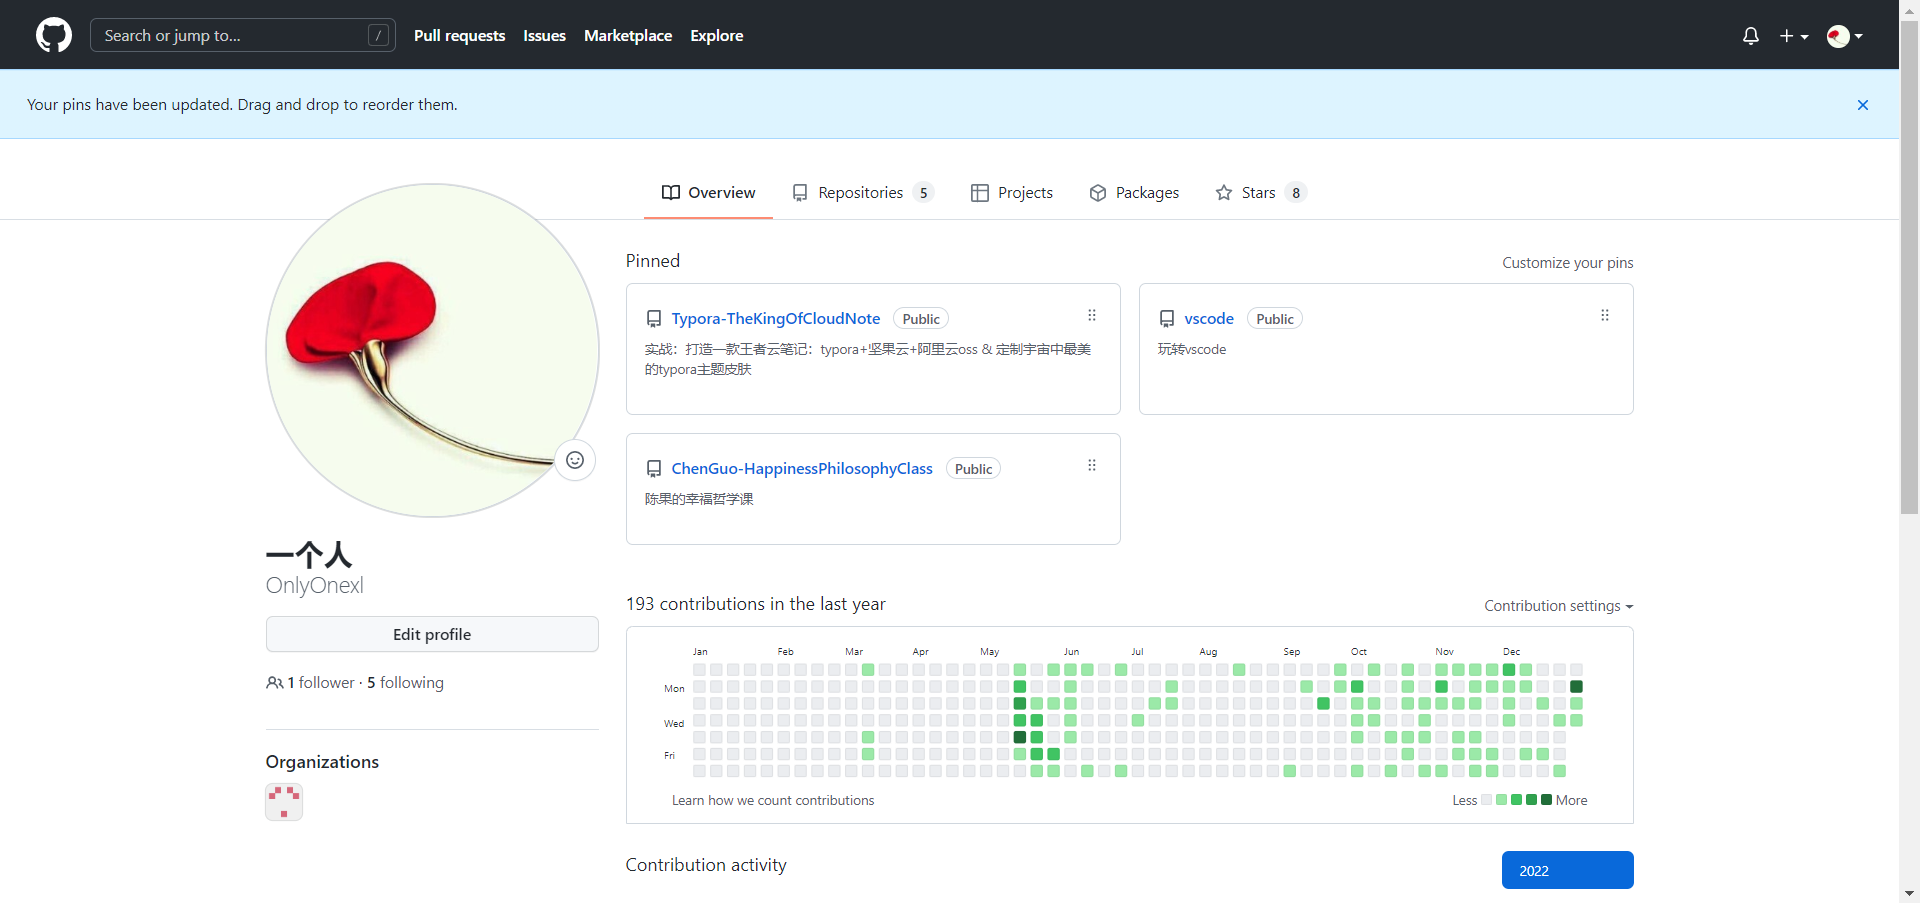 Search or jump to...
/
Pull requests
Issues
Marketplace
Explore
Your pins have been updated. Drag and drop to reorder them.
Overview
Repositories 5
Projects
Packages
Stars 8
一个人
OnlyOnexl
Edit profile
1 follower · 5 following
Organizations
Pinned
Customize your pins
Typora-TheKingOfCloudNote Public
实战：打造一款王者云笔记：typora+坚果云+阿里云oss & 定制宇宙中最美
的typora主题皮肤
vscode Public
玩转vscode
ChenGuo-HappinessPhilosophyClass Public
陈果的幸福哲学课
193 contributions in the last year
Contribution settings
Jan Feb Mar Apr May Jun Jul Aug Sep Oct Nov Dec
Mon
Wed
Fri
Learn how we count contributions
Less More
Contribution activity
2022